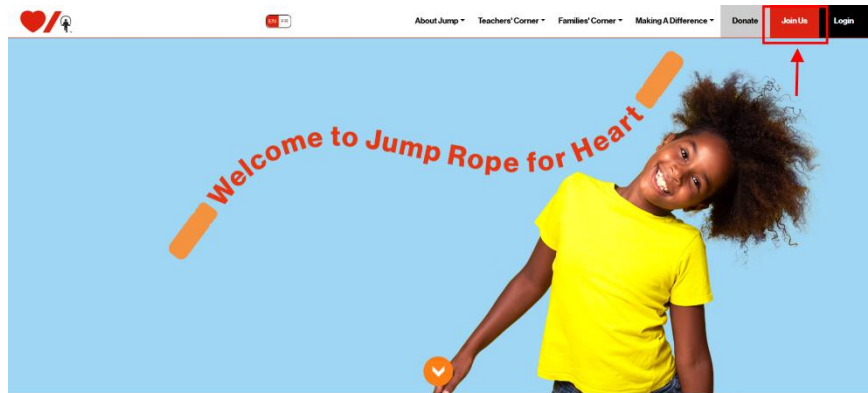 EN FR
About Jump Teachers' Corner Families' Corner Making A Difference Donate Join Us Login
Welcome to Jump Rope for Heart